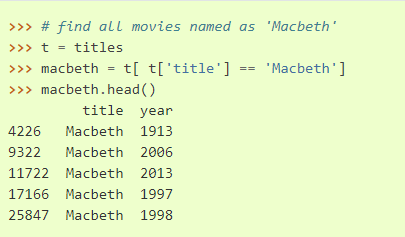 >>> # find all movies named as 'Macbeth'
>>> t = titles
>>> macbeth = t[ t['title'] == 'Macbeth']
>>> macbeth.head()
         title  year
4226   Macbeth  1913
9322   Macbeth  2006
11722  Macbeth  2013
17166  Macbeth  1997
25847  Macbeth  1998